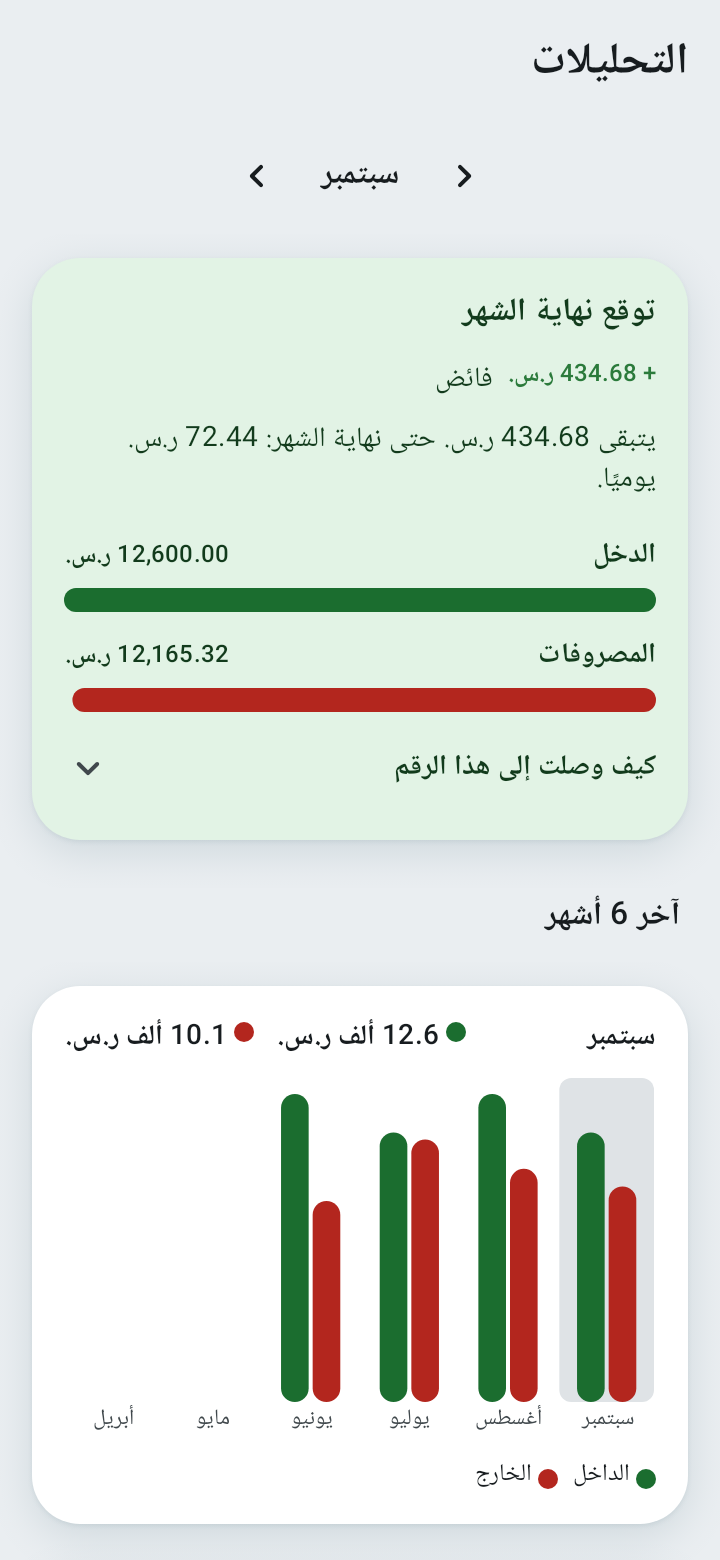 التحليلات
سبتمبر
توقع نهاية الشهر
+ 434.68 ر.س. فائض
يتبقى 434.68 ر.س. حتى نهاية الشهر: 72.44 ر.س.
يوميًا.
الدخل 12,600.00 ر.س.
المصروفات 12,165.32 ر.س.
كيف وصلت إلى هذا الرقم
آخر 6 أشهر
سبتمبر 12.6 ألف ر.س. 10.1 ألف ر.س.
سبتمبر أغسطس يوليو يونيو مايو أبريل
الداخل الخارج